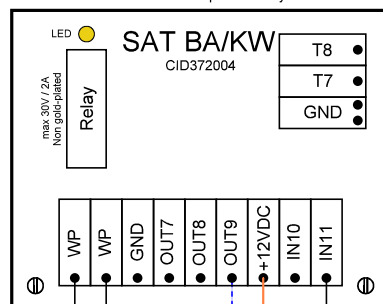 LED
SAT BA/KW
CID372004
max 30V / 2A
Non gold-plated
Relay
T8
T7
GND
WP
WP
GND
OUT7
OUT8
OUT9
+12VDC
IN10
IN11